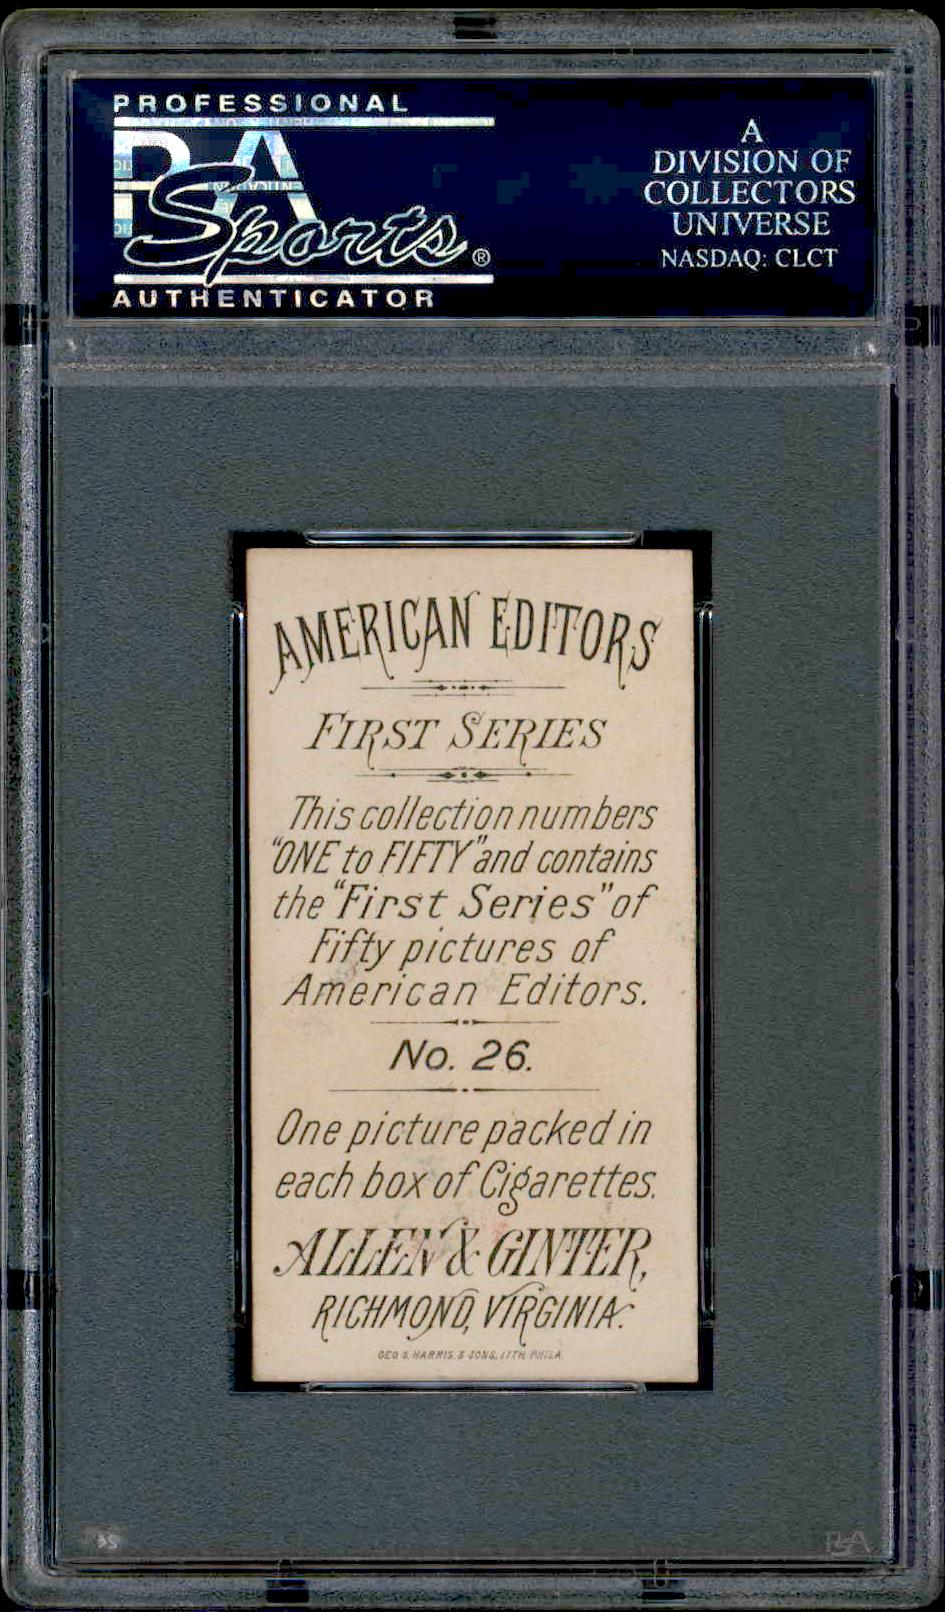 PROFESSIONAL
PSA
Sports®
AUTHENTICATOR
A
DIVISION OF
COLLECTORS
UNIVERSE
NASDAQ: CLCT
AMERICAN EDITORS
FIRST SERIES
This collection numbers
"ONE to FIFTY" and contains
the "First Series" of
Fifty pictures of
American Editors.
No. 26.
One picture packed in
each box of Cigarettes.
ALLEN & GINTER,
RICHMOND, VIRGINIA.
GEO S. HARRIS & SONS, LITH. PHILA.
PSA